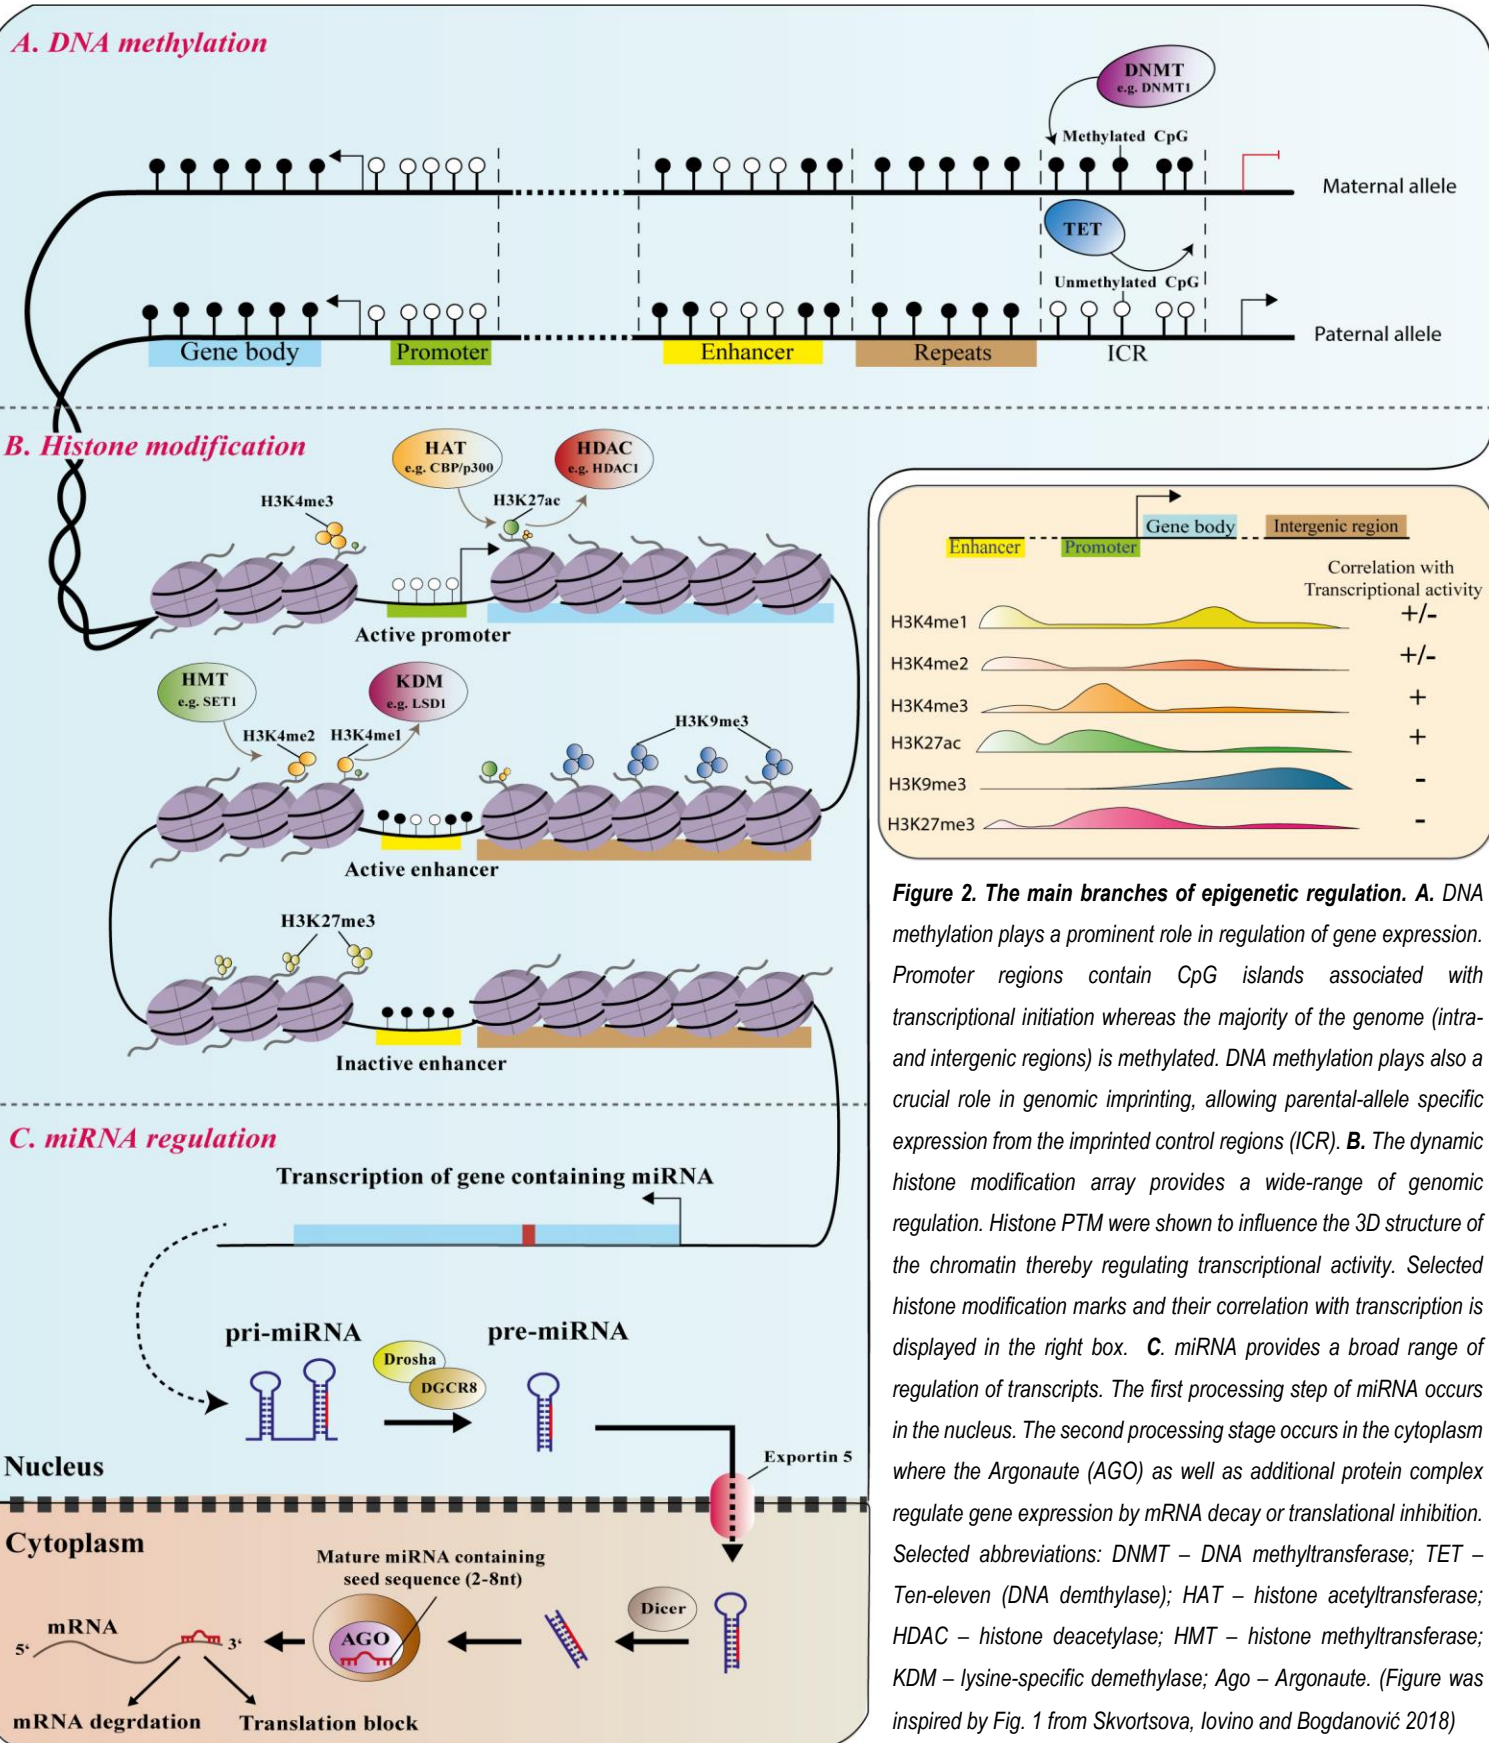 A. DNA methylation
DNMT
e.g. DNMT1
Methylated CpG
Maternal allele
TET
Unmethylated CpG
Paternal allele
Gene body
Promoter
Enhancer
Repeats
ICR
B. Histone modification
HAT
e.g. CBP/p300
HDAC
e.g. HDAC1
H3K4me3
H3K27ac
Active promoter
HMT
e.g. SET1
KDM
e.g. LSD1
H3K4me2
H3K4me1
H3K9me3
Active enhancer
H3K27me3
Inactive enhancer
Enhancer
Promoter
Gene body
Intergenic region
Correlation with
Transcriptional activity
H3K4me1
+/-
H3K4me2
+/-
H3K4me3
+
H3K27ac
+
H3K9me3
-
H3K27me3
-
C. miRNA regulation
Transcription of gene containing miRNA
pri-miRNA
Drosha
DGCR8
pre-miRNA
Exportin 5
Nucleus
Cytoplasm
Mature miRNA containing
seed sequence (2-8nt)
Dicer
AGO
mRNA
5‘
3‘
mRNA degrdation
Translation block
Figure 2. The main branches of epigenetic regulation. A. DNA
methylation plays a prominent role in regulation of gene expression.
Promoter regions contain CpG islands associated with
transcriptional initiation whereas the majority of the genome (intra-
and intergenic regions) is methylated. DNA methylation plays also a
crucial role in genomic imprinting, allowing parental-allele specific
expression from the imprinted control regions (ICR). B. The dynamic
histone modification array provides a wide-range of genomic
regulation. Histone PTM were shown to influence the 3D structure of
the chromatin thereby regulating transcriptional activity. Selected
histone modification marks and their correlation with transcription is
displayed in the right box. C. miRNA provides a broad range of
regulation of transcripts. The first processing step of miRNA occurs
in the nucleus. The second processing stage occurs in the cytoplasm
where the Argonaute (AGO) as well as additional protein complex
regulate gene expression by mRNA decay or translational inhibition.
Selected abbreviations: DNMT – DNA methyltransferase; TET –
Ten-eleven (DNA demthylase); HAT – histone acetyltransferase;
HDAC – histone deacetylase; HMT – histone methyltransferase;
KDM – lysine-specific demethylase; Ago – Argonaute. (Figure was
inspired by Fig. 1 from Skvortsova, Iovino and Bogdanović 2018)